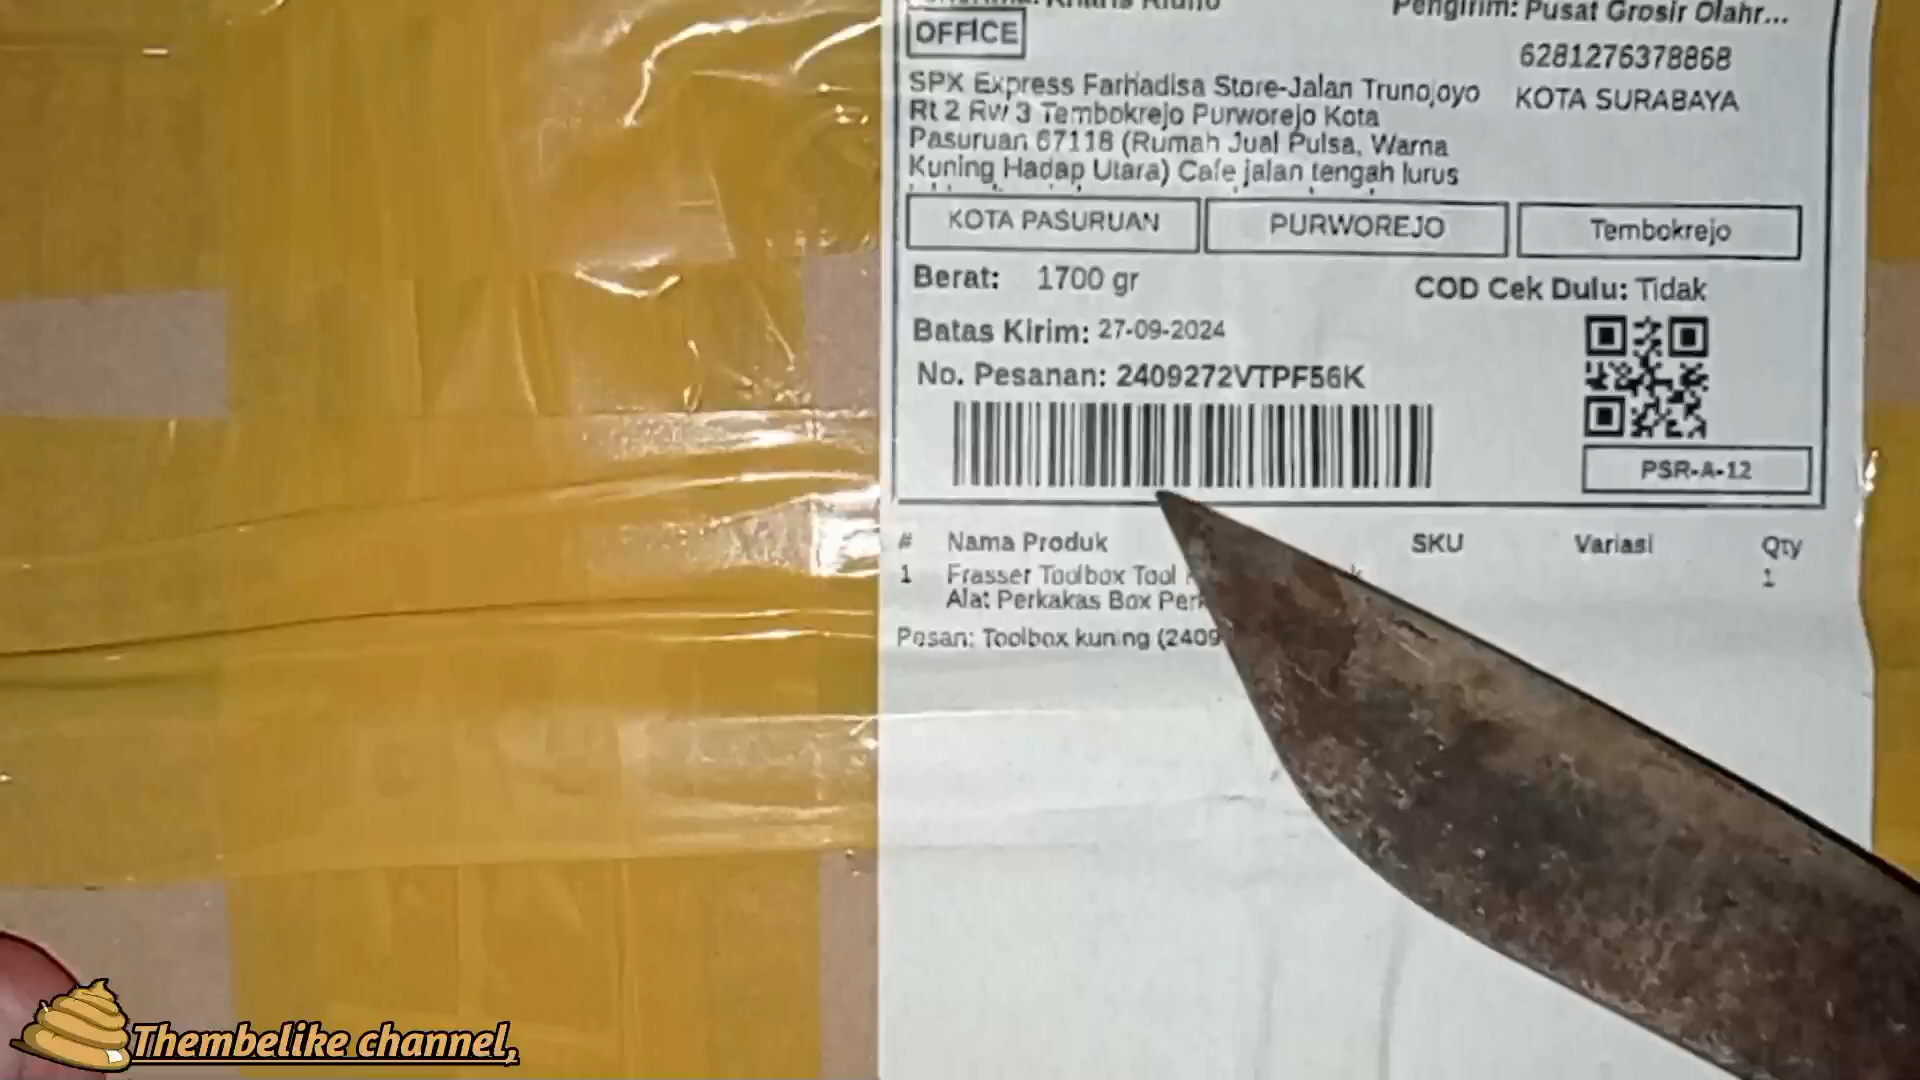 Pengirim: Pusat Grosir Olahr...
OFFICE
6281276378868
KOTA SURABAYA
SPX Express Farhadisa Store-Jalan Trunojoyo
Rt 2 Rw 3 Tembokrejo Purworejo Kota
Pasuruan 67118 (Rumah Jual Pulsa, Warna
Kuning Hadap Utara) Cafe jalan tengah lurus
KOTA PASURUAN
PURWOREJO
Tembokrejo
Berat: 1700 gr
COD Cek Dulu: Tidak
Batas Kirim: 27-09-2024
No. Pesanan: 2409272VTPF56K
PSR-A-12
# Nama Produk SKU Variasi Qty
1 Frasser Toolbox Tool 1
Alat Perkakas Box
Pesan: Toolbox kuning (2409
Thembelike channel,